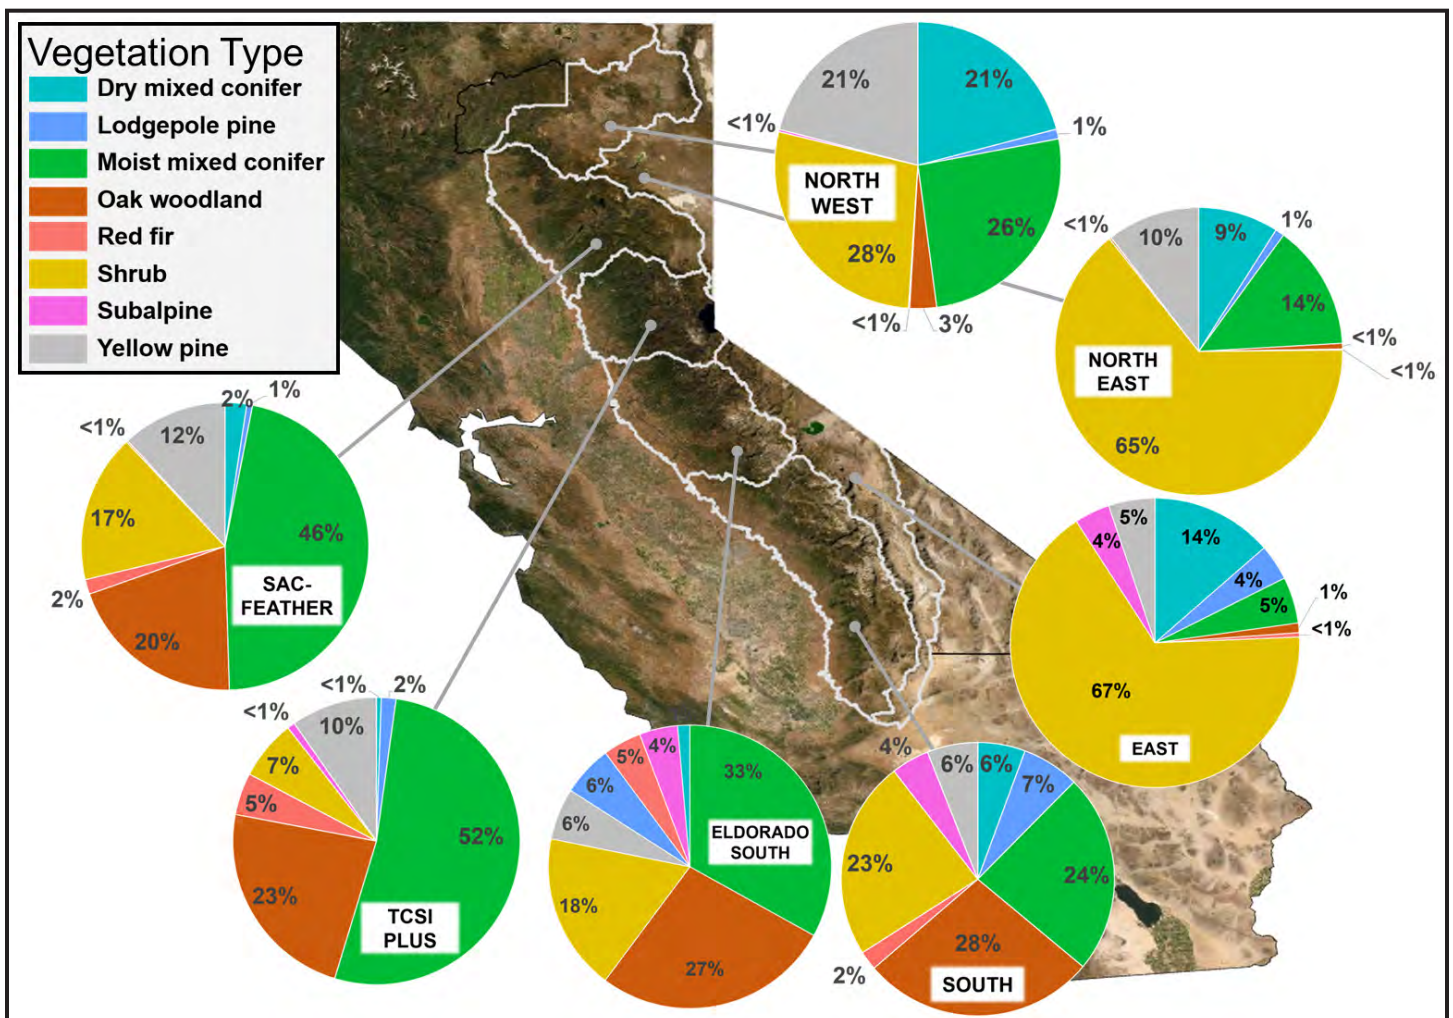 Vegetation Type
Dry mixed conifer
Lodgepole pine
Moist mixed conifer
Oak woodland
Red fir
Shrub
Subalpine
Yellow pine
21%
21%
1%
<1%
NORTH
WEST
26%
28%
<1%
3%
<1%
10%
9%
1%
14%
<1%
<1%
NORTH
EAST
65%
2%
1%
<1%
12%
17%
46%
SAC-
FEATHER
2%
20%
5%
4%
14%
4%
5%
1%
<1%
67%
EAST
<1%
2%
<1%
10%
7%
5%
52%
23%
TCSI
PLUS
4%
5%
33%
6%
6%
ELDORADO
SOUTH
18%
27%
4%
6%
6%
7%
23%
24%
28%
2%
SOUTH